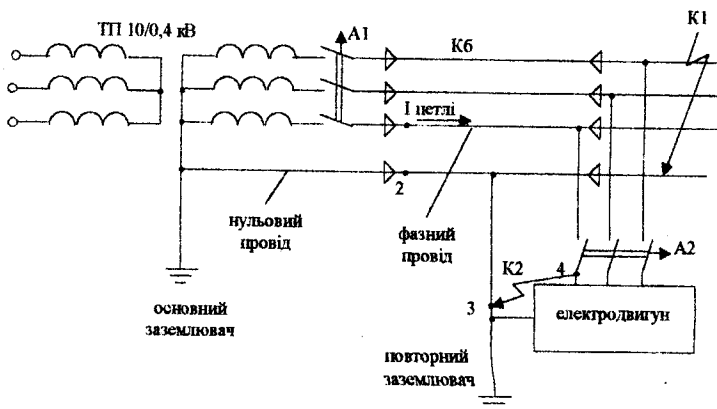 ТП 10/0,4 кВ
А1
К6
К1
І петлі
2
нульовий
провід
фазний
провід
А2
К2
4
3
електродвигун
основний
заземлювач
повторний
заземлювач